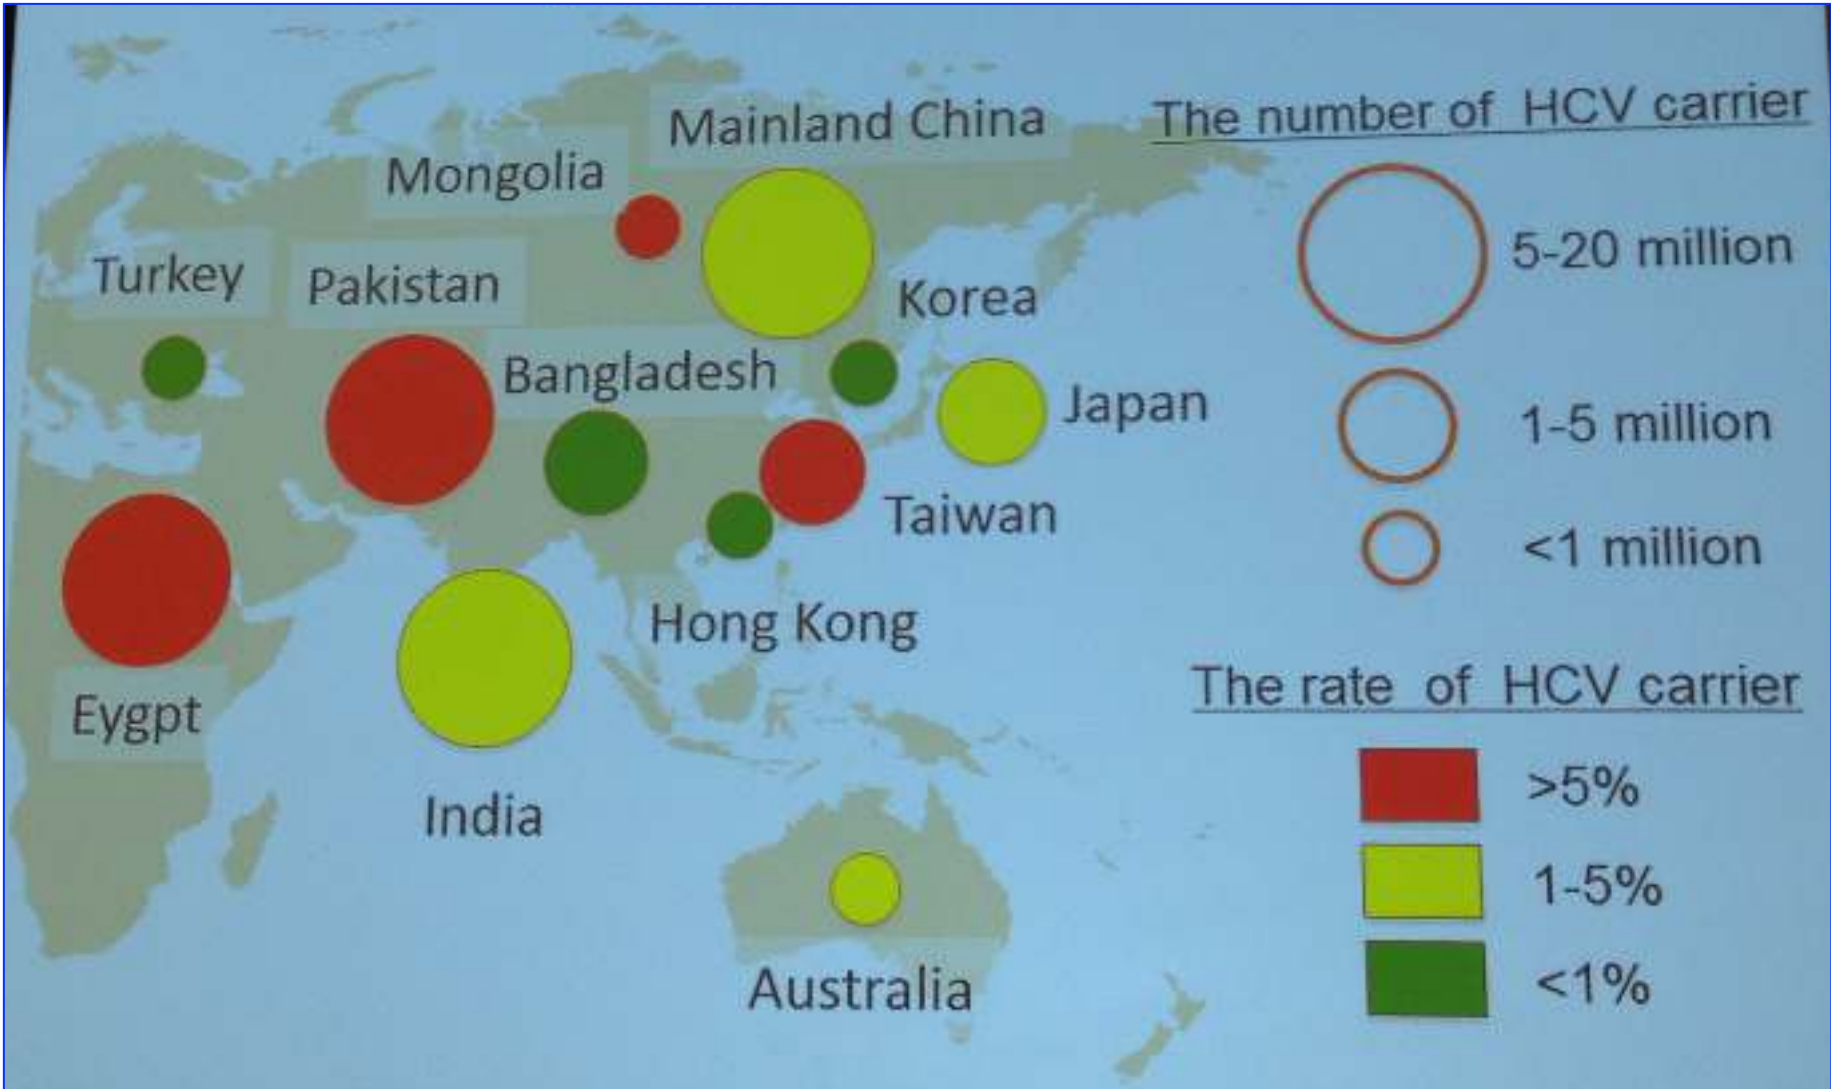 Mainland China
Mongolia
Turkey
Pakistan
Korea
Bangladesh
Japan
Taiwan
Hong Kong
Eygpt
India
Australia
The number of HCV carrier
5-20 million
1-5 million
<1 million
The rate of HCV carrier
>5%
1-5%
<1%